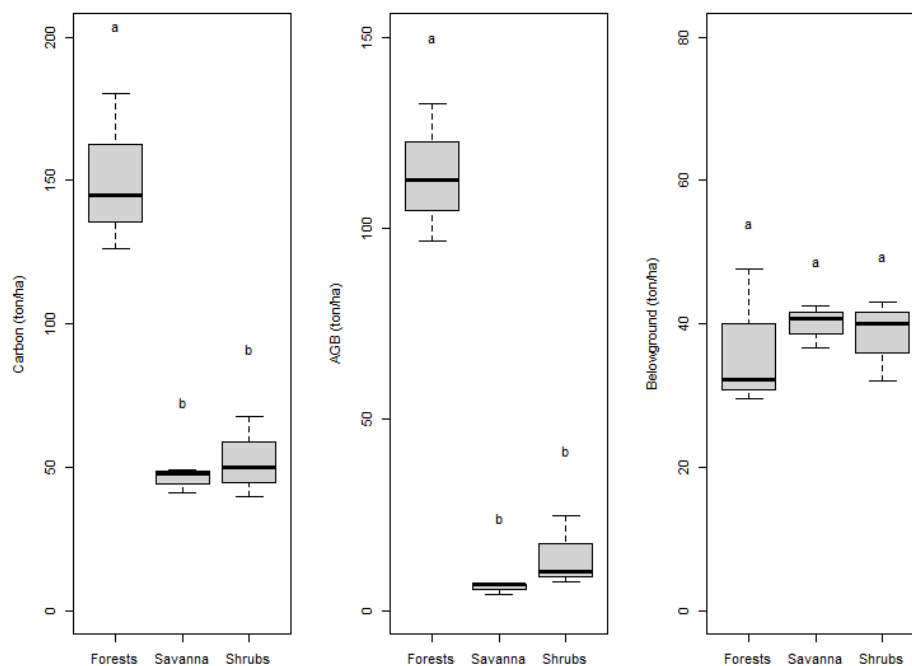 Carbon (ton/ha)
200
150
100
50
0
a
b
b
Forests Savanna Shrubs
AGB (ton/ha)
150
100
50
0
a
b
b
Forests Savanna Shrubs
Belowground (ton/ha)
80
60
40
20
0
a
a
a
Forests Savanna Shrubs